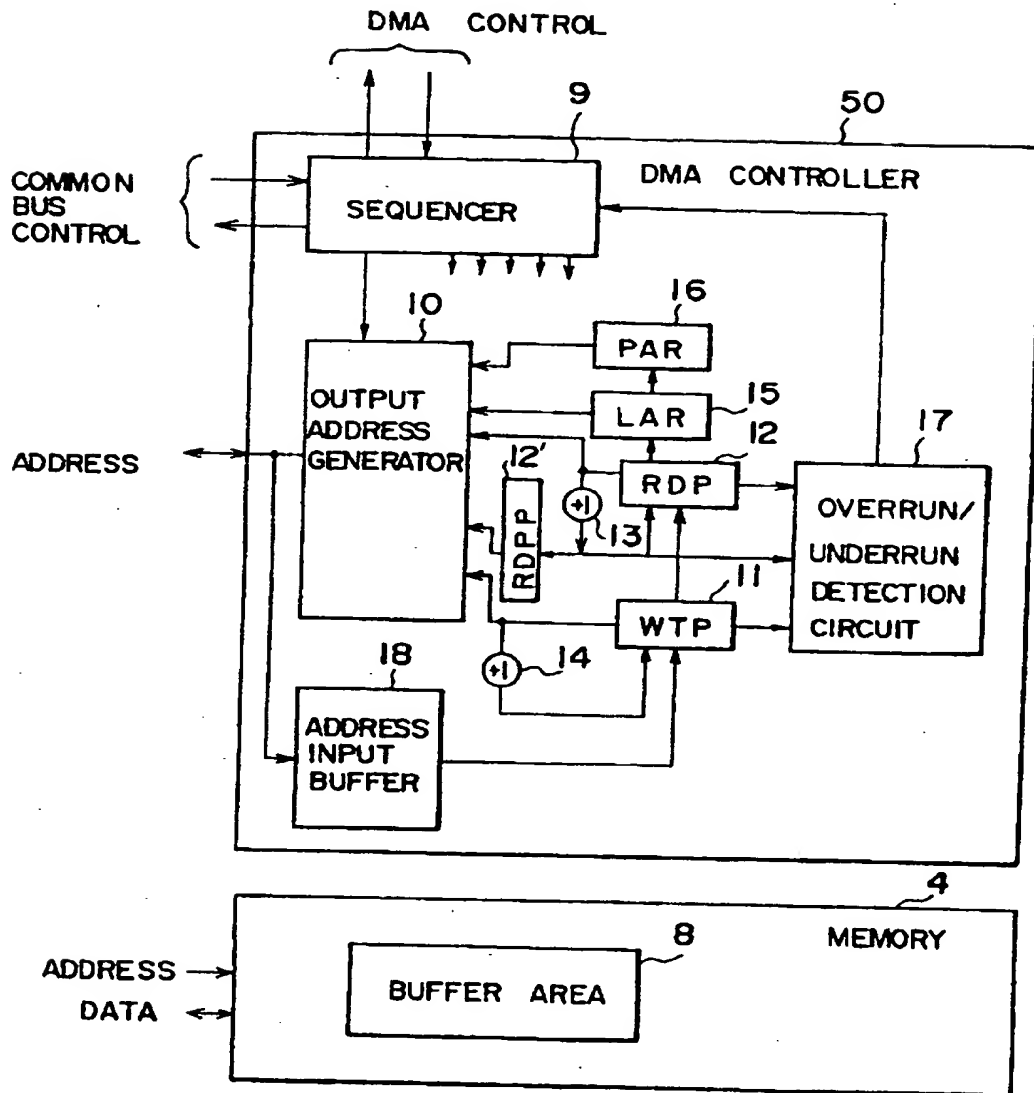 DMA CONTROL
9
50
COMMON
BUS
CONTROL
SEQUENCER
DMA CONTROLLER
10
16
PAR
OUTPUT
ADDRESS
GENERATOR
LAR
15
12
17
ADDRESS
12'
RDP
RDPP
+1
13
OVERRUN/
UNDERRUN
DETECTION
CIRCUIT
11
WTP
18
+1
14
ADDRESS
INPUT
BUFFER
4
8
MEMORY
ADDRESS
DATA
BUFFER AREA